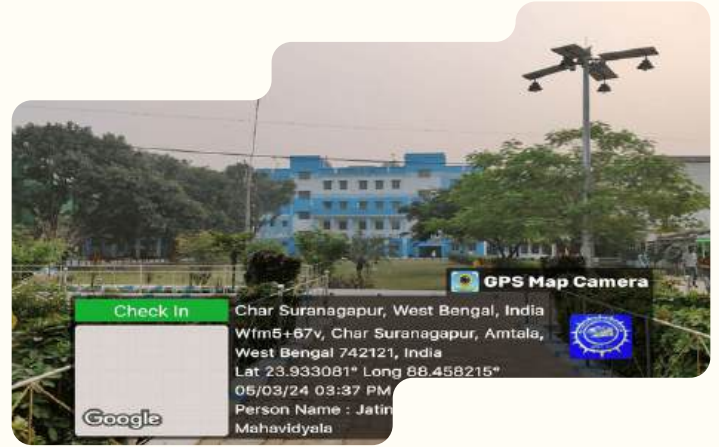 GPS Map Camera
Check In
Char Suranagapur, West Bengal, India
Wfm5+67v, Char Suranagapur, Amtala,
West Bengal 742121, India
Lat 23.933081° Long 88.458215°
05/03/24 03:37 PM
Person Name : Jatin
Mahavidyala
Google